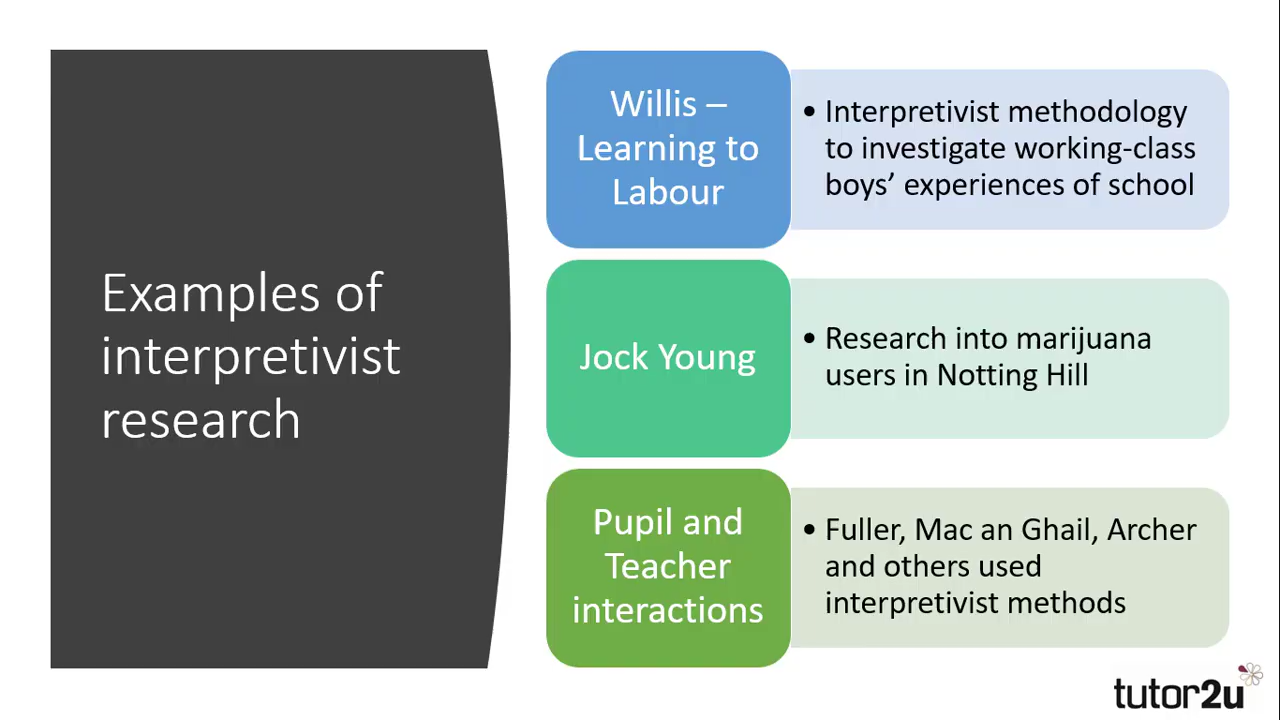 Examples of
interpretivist
research
Willis –
Learning to
Labour
• Interpretivist methodology
to investigate working-class
boys’ experiences of school
Jock Young
• Research into marijuana
users in Notting Hill
Pupil and
Teacher
interactions
• Fuller, Mac an Ghail, Archer
and others used
interpretivist methods
tutor2u